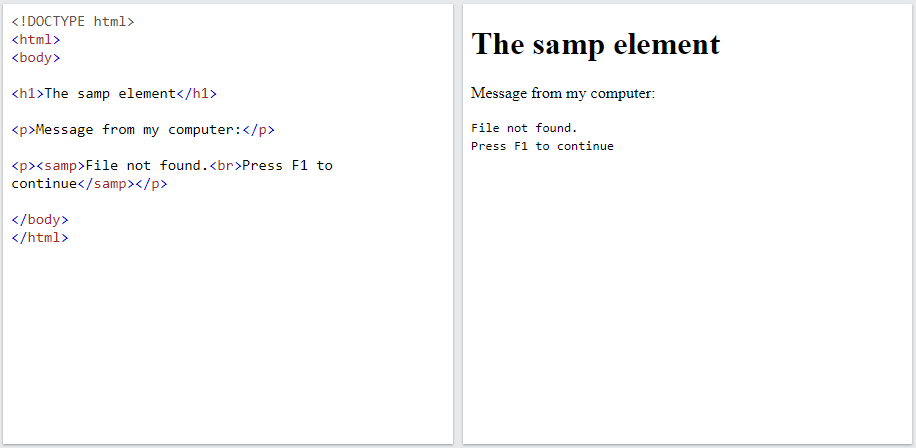 <!DOCTYPE html>
<html>
<body>
<h1>The samp element</h1>
<p>Message from my computer:</p>
<p><samp>File not found.<br>Press F1 to
continue</samp></p>
</body>
</html>
The samp element
Message from my computer:
File not found.
Press F1 to continue